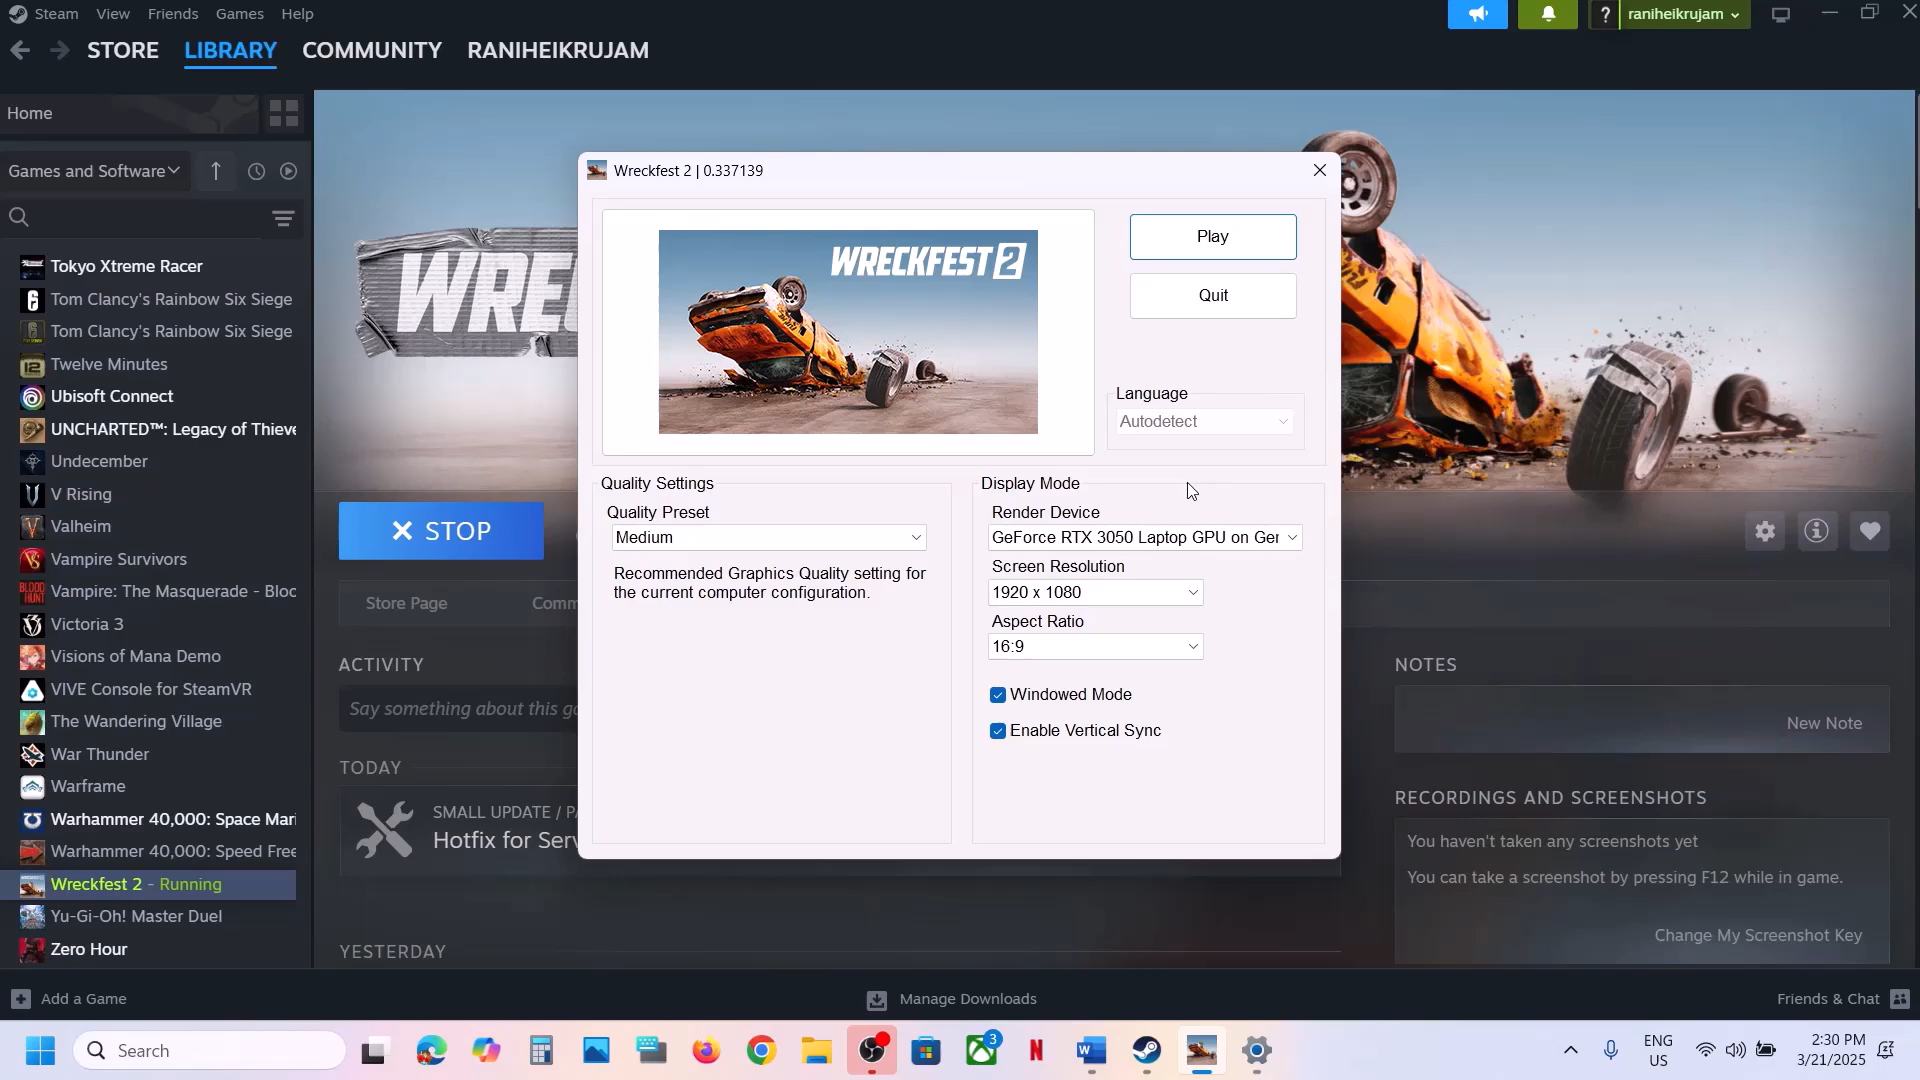 Steam View Friends Games Help
raniheikrujam
STORE LIBRARY COMMUNITY RANIHEIKRUJAM
Home
Games and Software
Tokyo Xtreme Racer
Tom Clancy's Rainbow Six Siege
Tom Clancy's Rainbow Six Siege
Twelve Minutes
Ubisoft Connect
UNCHARTED™: Legacy of Thieve
Undecember
V Rising
Valheim
Vampire Survivors
Vampire: The Masquerade - Bloo
Victoria 3
Visions of Mana Demo
VIVE Console for SteamVR
The Wandering Village
War Thunder
Warframe
Warhammer 40,000: Space Mari
Warhammer 40,000: Speed Free
Wreckfest 2 - Running
Yu-Gi-Oh! Master Duel
Zero Hour
Add a Game
WREC
STOP
Store Page
Comm
ACTIVITY
Say something about this ga
TODAY
SMALL UPDATE / PA
Hotfix for Serv
YESTERDAY
Wreckfest 2 | 0.337139
WRECKFEST 2
Play
Quit
Language
Autodetect
Quality Settings
Quality Preset
Medium
Recommended Graphics Quality setting for
the current computer configuration.
Display Mode
Render Device
GeForce RTX 3050 Laptop GPU on Ger
Screen Resolution
1920 x 1080
Aspect Ratio
16:9
Windowed Mode
Enable Vertical Sync
NOTES
New Note
RECORDINGS AND SCREENSHOTS
You haven't taken any screenshots yet
You can take a screenshot by pressing F12 while in game.
Change My Screenshot Key
Manage Downloads
Friends & Chat
Search
3
ENG
US
2:30 PM
3/21/2025